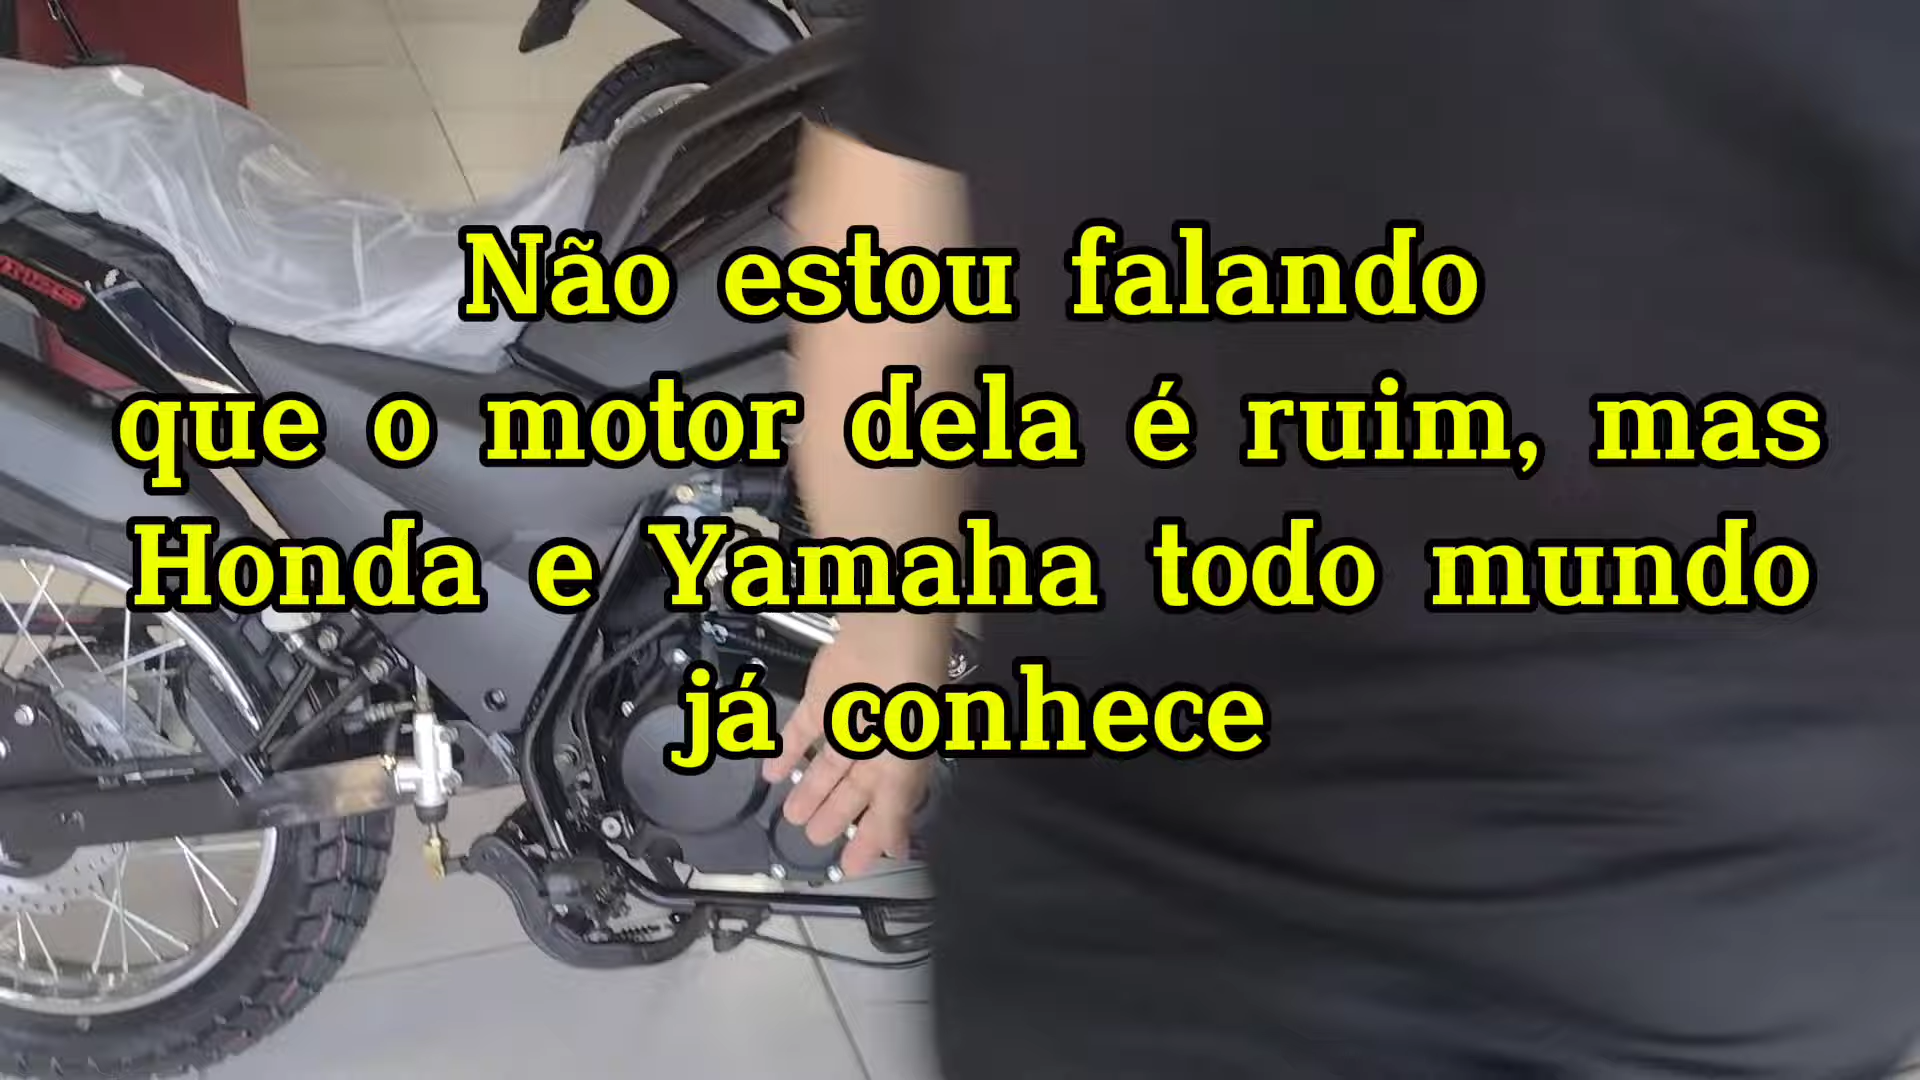 Não estou falando
que o motor dela é ruim, mas
Honda e Yamaha todo mundo
já conhece